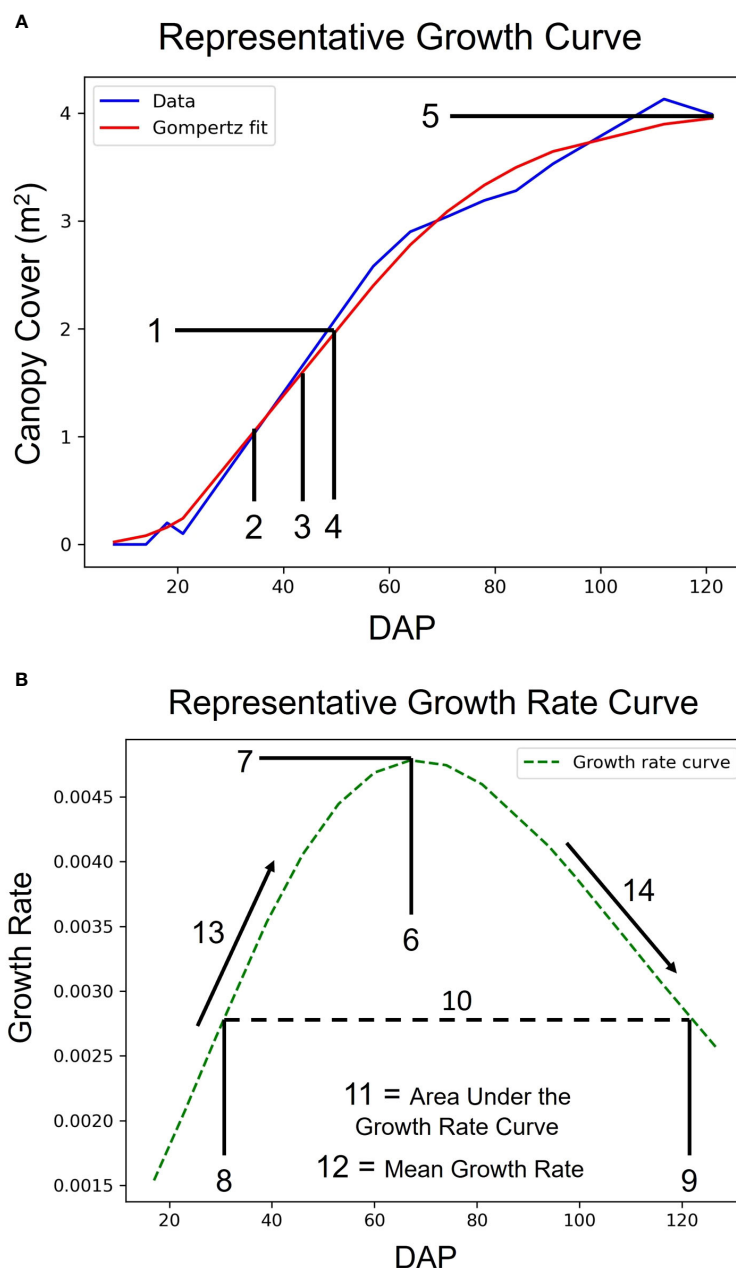 A
Representative Growth Curve
Data
Gompertz fit
5
1
2 3 4
4
3
2
1
0
Canopy Cover (m²)
20 40 60 80 100 120
DAP
B
Representative Growth Rate Curve
Growth rate curve
7
13
14
6
10
11 = Area Under the
Growth Rate Curve
12 = Mean Growth Rate
8 9
0.0045
0.0040
0.0035
0.0030
0.0025
0.0020
0.0015
Growth Rate
20 40 60 80 100 120
DAP